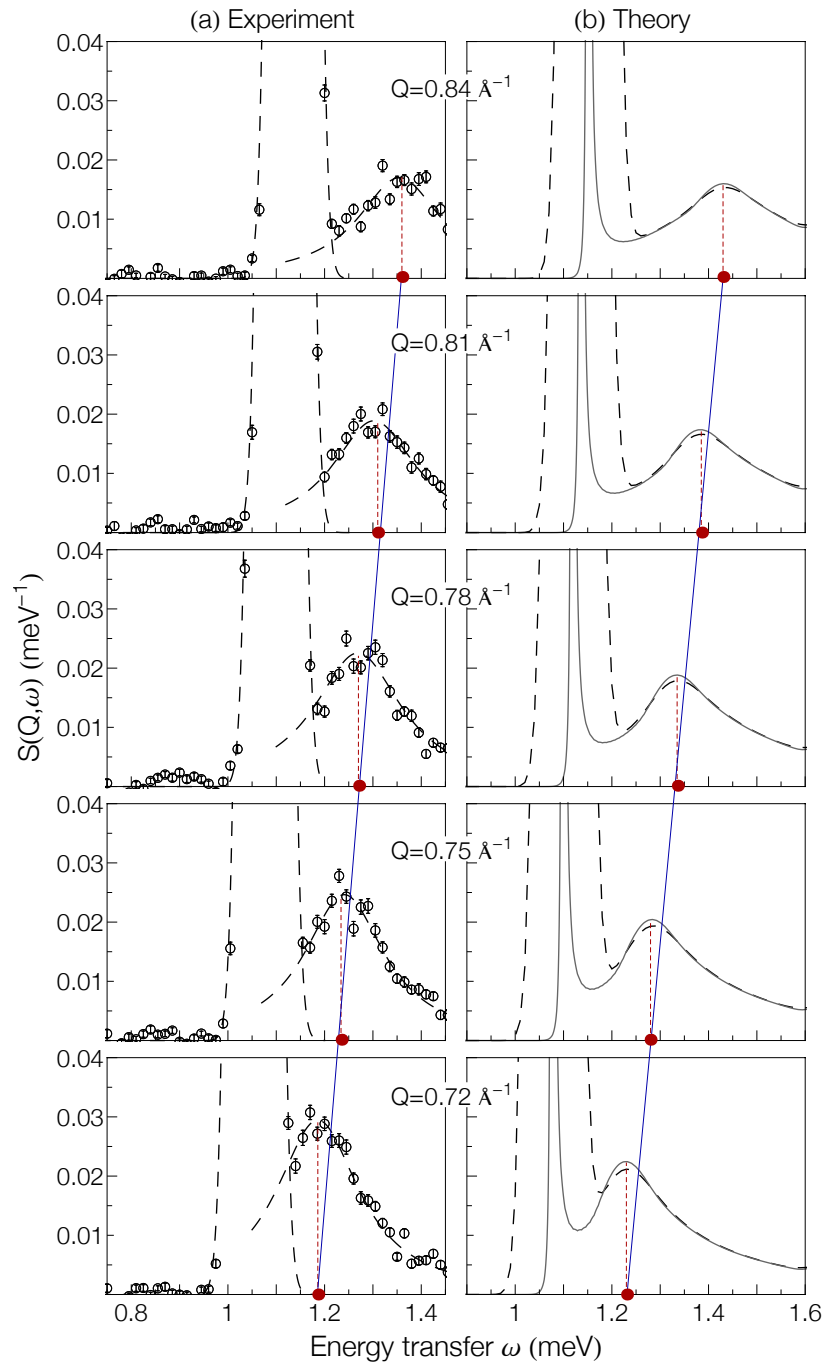 (a) Experiment (b) Theory
0.04
0.03
0.02
0.01
Q=0.84 Å⁻¹
0.04
0.03
0.02
0.01
Q=0.81 Å⁻¹
0.04
0.03
0.02
0.01
Q=0.78 Å⁻¹
0.04
0.03
0.02
0.01
Q=0.75 Å⁻¹
0.04
0.03
0.02
0.01
Q=0.72 Å⁻¹
S(Q,ω) (meV⁻¹)
0.8 1 1.2 1.4 1 1.2 1.4 1.6
Energy transfer ω (meV)